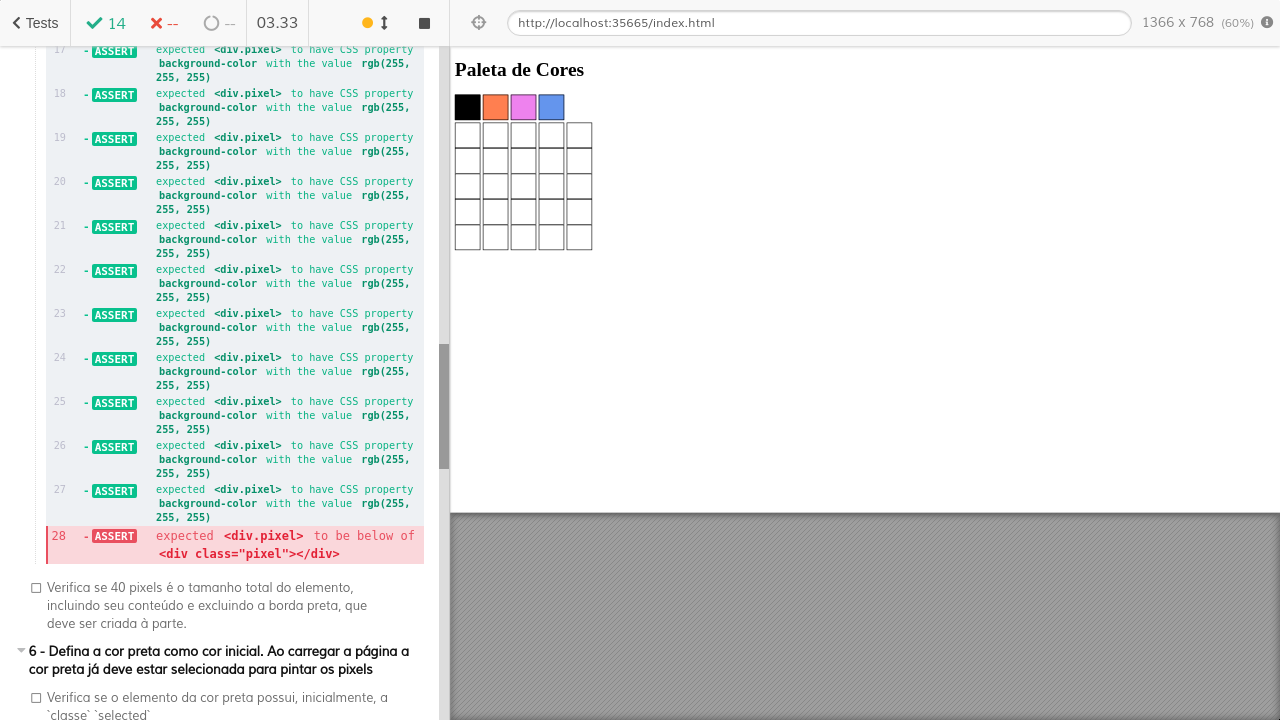 Tests 14 -- -- 03.33 http://localhost:35665/index.html 1366 x 768 (60%)
17 - ASSERT expected <div.pixel> to have CSS property
background-color with the value rgb(255,
255, 255)
18 - ASSERT expected <div.pixel> to have CSS property
background-color with the value rgb(255,
255, 255)
19 - ASSERT expected <div.pixel> to have CSS property
background-color with the value rgb(255,
255, 255)
20 - ASSERT expected <div.pixel> to have CSS property
background-color with the value rgb(255,
255, 255)
21 - ASSERT expected <div.pixel> to have CSS property
background-color with the value rgb(255,
255, 255)
22 - ASSERT expected <div.pixel> to have CSS property
background-color with the value rgb(255,
255, 255)
23 - ASSERT expected <div.pixel> to have CSS property
background-color with the value rgb(255,
255, 255)
24 - ASSERT expected <div.pixel> to have CSS property
background-color with the value rgb(255,
255, 255)
25 - ASSERT expected <div.pixel> to have CSS property
background-color with the value rgb(255,
255, 255)
26 - ASSERT expected <div.pixel> to have CSS property
background-color with the value rgb(255,
255, 255)
27 - ASSERT expected <div.pixel> to have CSS property
background-color with the value rgb(255,
255, 255)
28 - ASSERT expected <div.pixel> to be below of
<div class="pixel"></div>
Verifica se 40 pixels é o tamanho total do elemento,
incluindo seu conteúdo e excluindo a borda preta, que
deve ser criada à parte.
6 - Defina a cor preta como cor inicial. Ao carregar a página a
cor preta já deve estar selecionada para pintar os pixels
Verifica se o elemento da cor preta possui, inicialmente, a
`classe` `selected`
Paleta de Cores